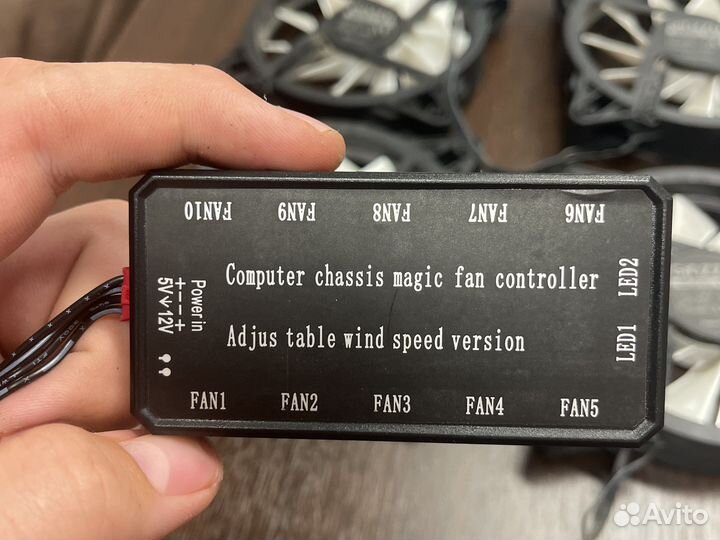 FAN10 FAN9 FAN8 FAN7 FAN6
Computer chassis magic fan controller
Adjus table wind speed version
LED1 LED2
Power in
+ − − +
5V 12V
FAN1 FAN2 FAN3 FAN4 FAN5
Avito